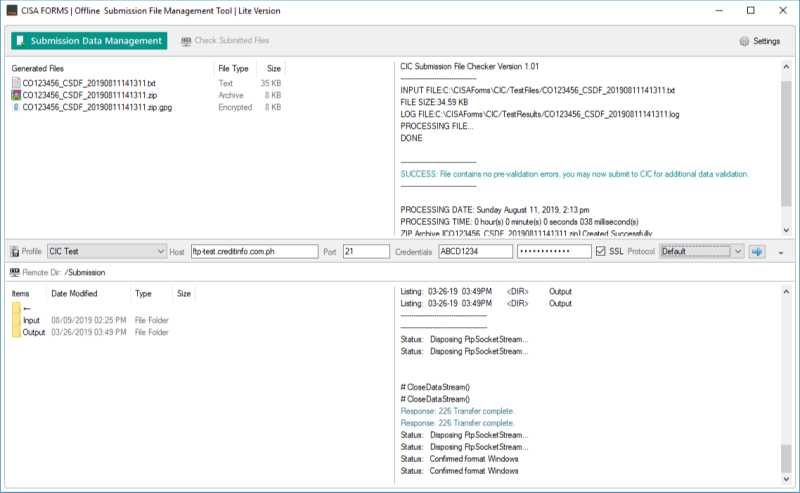 CISA FORMS | Offline Submission File Management Tool | Lite Version
Submission Data Management
Check Submitted Files
Settings
Generated Files File Type Size
CO123456_CSDF_20190811141311.txt Text 35 KB
CO123456_CSDF_20190811141311.zip Archive 8 KB
CO123456_CSDF_20190811141311.zip.gpg Encrypted 8 KB
CIC Submission File Checker Version 1.01
------------------------------------
INPUT FILE:C:\CISAForms\CIC/TestFiles/CO123456_CSDF_20190811141311.txt
FILE SIZE:34.59 KB
LOG FILE:C:\CISAForms/CIC/TestResults/CO123456_CSDF_20190811141311.log
PROCESSING FILE...
DONE
------------------------------------
SUCCESS: File contains no pre-validation errors, you may now submit to CIC for additional data validation.
------------------------------------
PROCESSING DATE: Sunday August 11, 2019, 2:13 pm
PROCESSING TIME: 0 hour(s) 0 minute(s) 0 seconds 038 millisecond(s)
ZIP Archive [CO123456_CSDF_20190811141311.zip] Created Successfully
Profile CIC Test Host ftp-test.creditinfo.com.ph Port 21 Credentials ABCD1234 •••••••••••• SSL Protocol Default
Remote Dir: /Submission
Items Date Modified Type Size
←
Input 08/09/2019 02:25 PM File Folder
Output 03/26/2019 03:49 PM File Folder
Listing: 03-26-19 03:49PM <DIR> Output
Listing: 03-26-19 03:49PM <DIR> Output
----------------------------------------
----------------------------------------
Status: Disposing FtpSocketStream...
Status: Disposing FtpSocketStream...
# CloseDataStream()
# CloseDataStream()
Response: 226 Transfer complete.
Response: 226 Transfer complete.
Status: Disposing FtpSocketStream...
Status: Disposing FtpSocketStream...
Status: Confirmed format Windows
Status: Confirmed format Windows